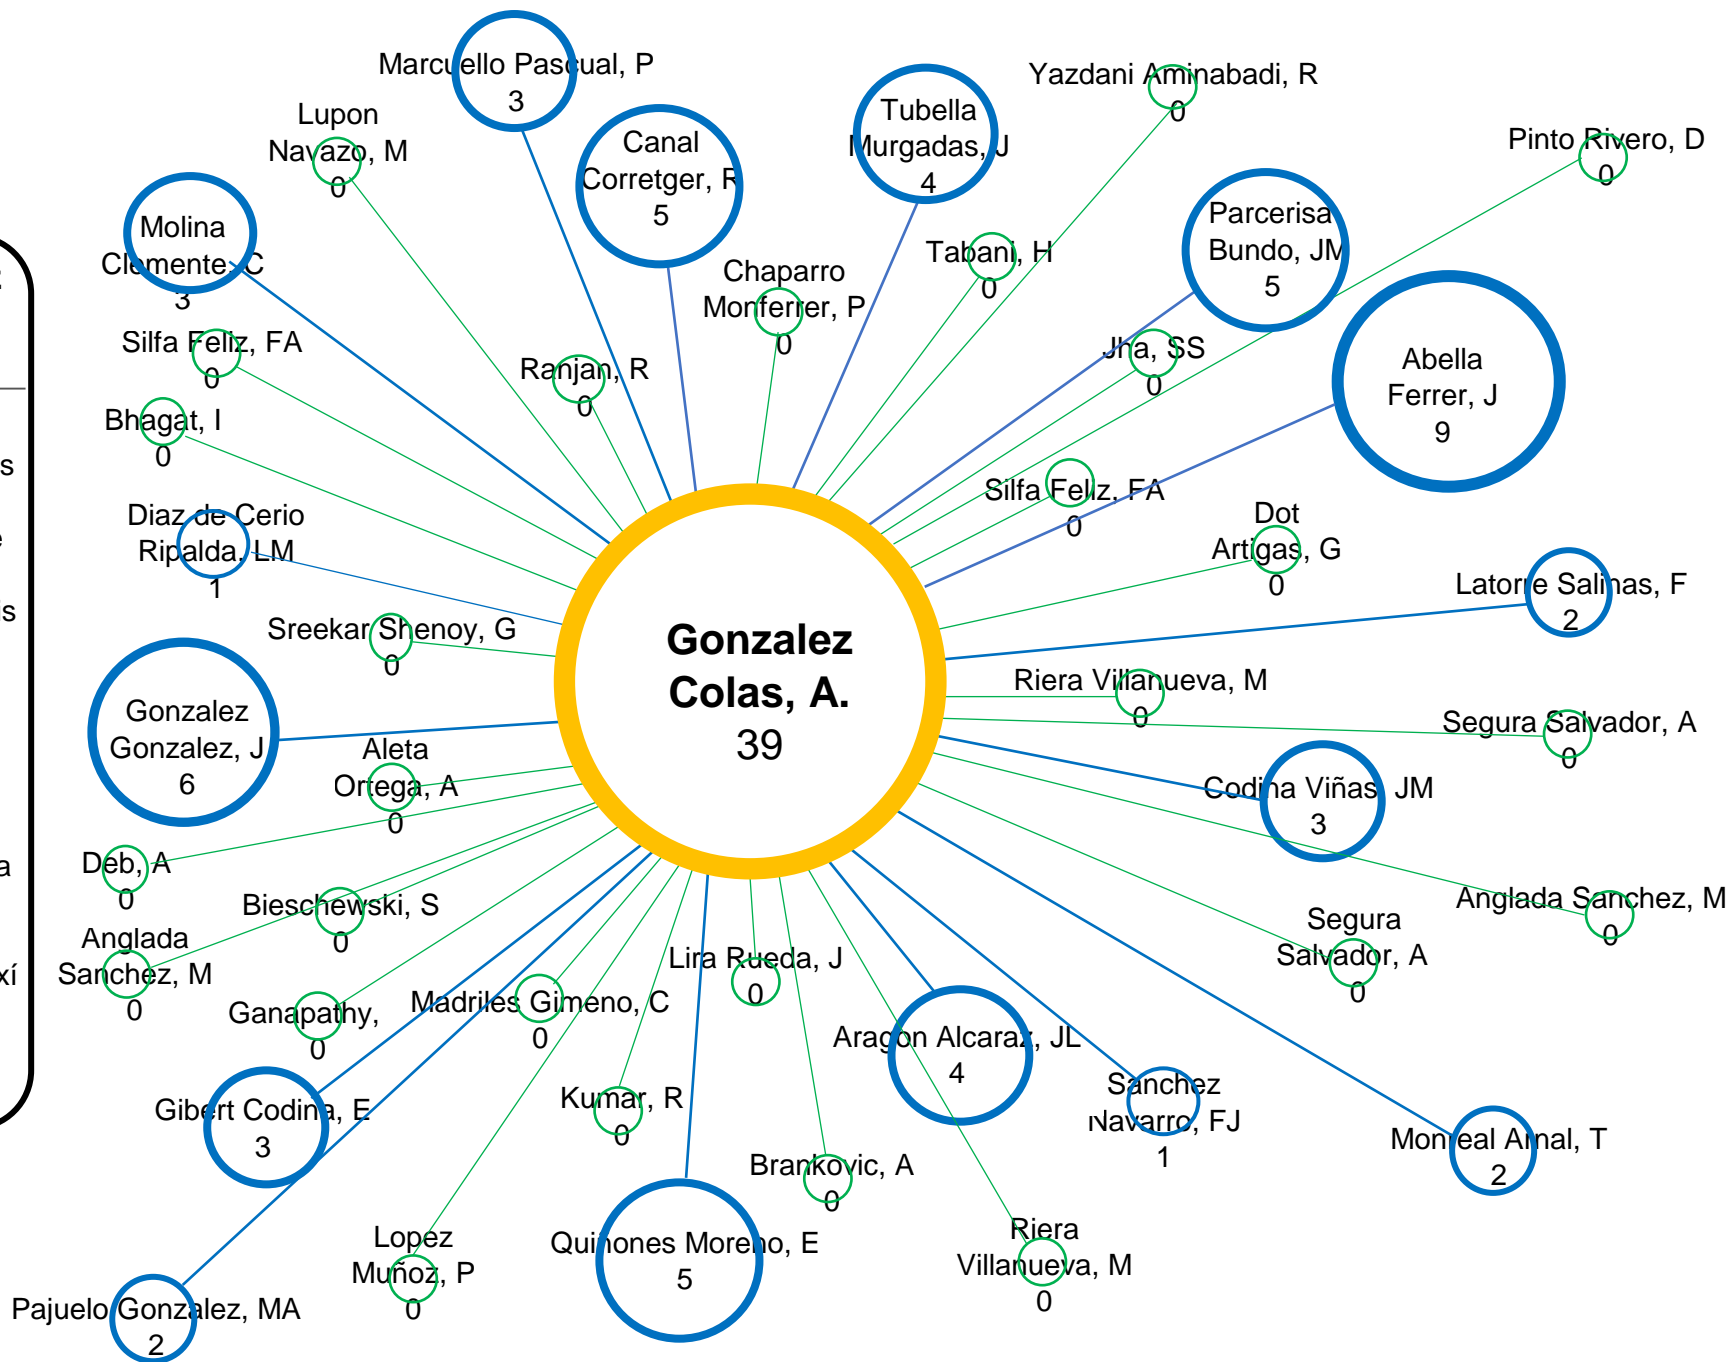 Marcuello Pascual, P
3
Yazdani Aminabadi, R
0
Lupon
Navazo, M
0
Canal
Corretger, R
5
Tubella
Murgadas, J
4
Pinto Rivero, D
0
Molina
Clemente, C
3
Chaparro
Monferrer, P
0
Tabani, H
0
Parcerisa
Bundo, JM
5
Silfa Feliz, FA
0
Ranjan, R
0
Jha, SS
0
Abella
Ferrer, J
9
Bhagat, I
0
Silfa Feliz, FA
0
Diaz de Cerio
Ripalda, LM
1
Dot
Artigas, G
0
Latorre Salinas, F
2
Sreekar Shenoy, G
0
Gonzalez
Colas, A.
39
Riera Villanueva, M
0
Segura Salvador, A
0
Gonzalez
Gonzalez, J
6
Aleta
Ortega, A
0
Codina Viñas, JM
3
Deb, A
0
Bieschewski, S
0
Anglada Sanchez, M
0
Anglada
Sanchez, M
0
Segura
Salvador, A
0
Ganapathy,
0
Madriles Gimeno, C
0
Lira Rueda, J
0
Aragon Alcaraz, JL
4
Gibert Codina, E
3
Kumar, R
0
Sanchez
Navarro, FJ
1
Monreal Arnal, T
2
Brankovic, A
0
Lopez
Muñoz, P
0
Quiñones Moreno, E
5
Riera
Villanueva, M
0
Pajuelo Gonzalez, MA
2
s
e
is
a
xí